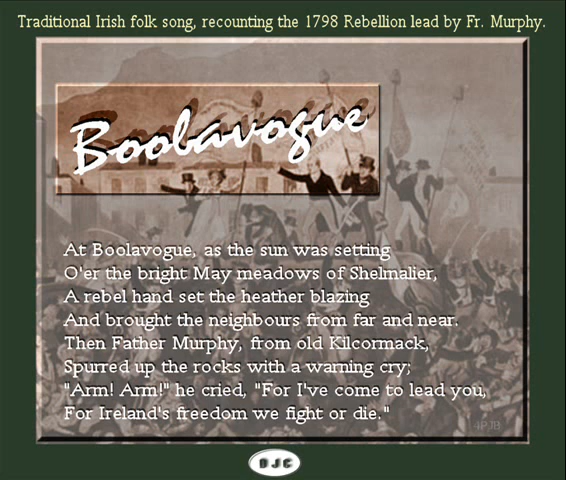 Traditional Irish folk song, recounting the 1798 Rebellion lead by Fr. Murphy.
Boolavogue
At Boolavogue, as the sun was setting
O'er the bright May meadows of Shelmalier,
A rebel hand set the heather blazing
And brought the neighbours from far and near.
Then Father Murphy, from old Kilcormack,
Spurred up the rocks with a warning cry;
"Arm! Arm!" he cried, "For I've come to lead you,
For Ireland's freedom we fight or die."
DJC